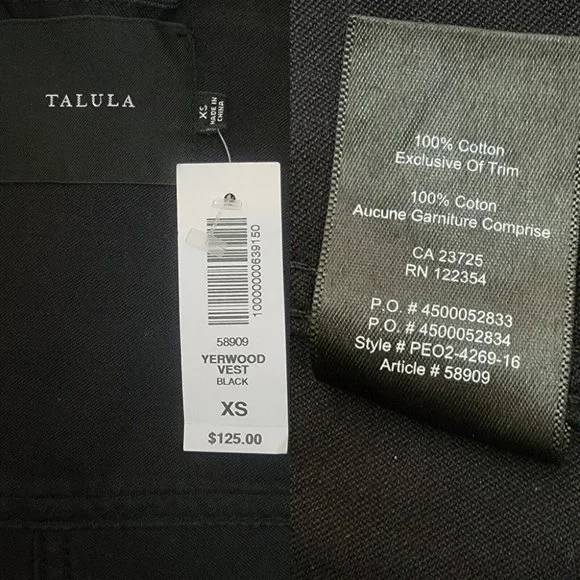 TALULA
XS
MADE IN
CHINA
10000000639150
58909
YERWOOD
VEST
BLACK
XS
$125.00
100% Cotton
Exclusive Of Trim
100% Coton
Aucune Garniture Comprise
CA 23725
RN 122354
P.O. # 4500052833
P.O. # 4500052834
Style # PEO2-4269-16
Article # 58909